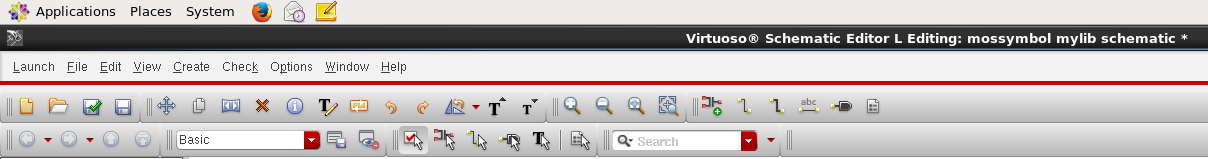 Applications Places System
Virtuoso® Schematic Editor L Editing: mossymbol mylib schematic *
Launch File Edit View Create Check Options Window Help
T T T abc
Basic T Search